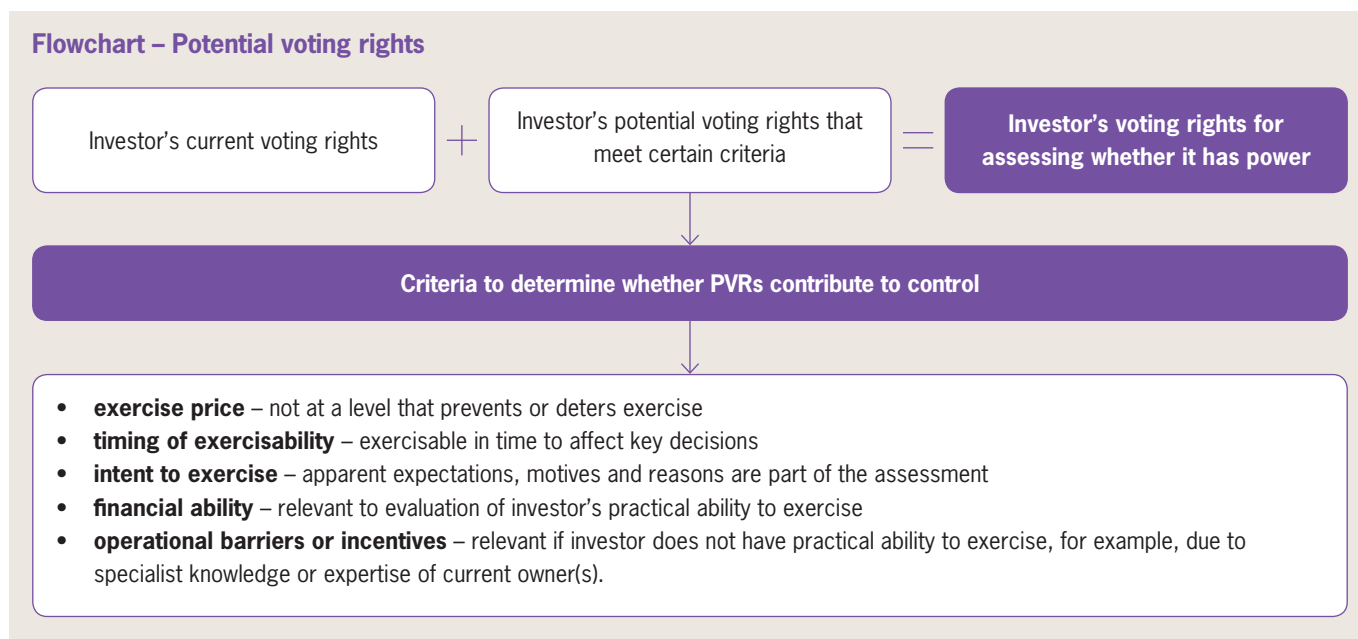 Flowchart – Potential voting rights
Investor's current voting rights
+
Investor's potential voting rights that
meet certain criteria
=
Investor's voting rights for
assessing whether it has power
Criteria to determine whether PVRs contribute to control
• exercise price – not at a level that prevents or deters exercise
• timing of exercisability – exercisable in time to affect key decisions
• intent to exercise – apparent expectations, motives and reasons are part of the assessment
• financial ability – relevant to evaluation of investor's practical ability to exercise
• operational barriers or incentives – relevant if investor does not have practical ability to exercise, for example, due to
specialist knowledge or expertise of current owner(s).